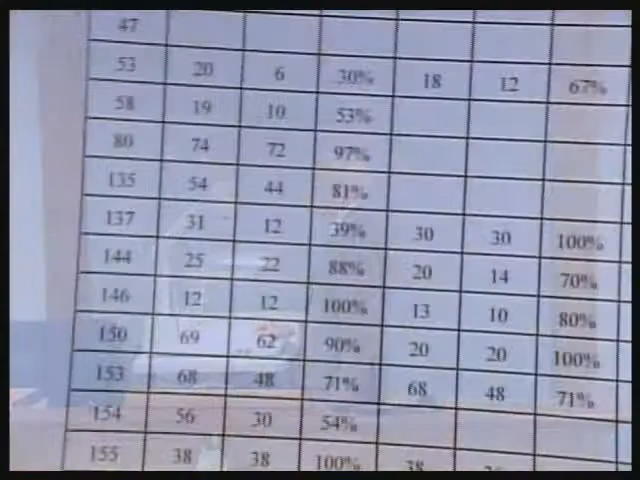 47
53 20 6 30% 18 12 67%
58 19 10 53%
80 74 72 97%
135 54 44 81%
137 31 12 39% 30 30 100%
144 25 22 88% 20 14 70%
146 12 12 100% 13 10 80%
150 69 62 90% 20 20 100%
153 68 48 71% 68 48 71%
154 56 30 54%
155 38 38 100% 38